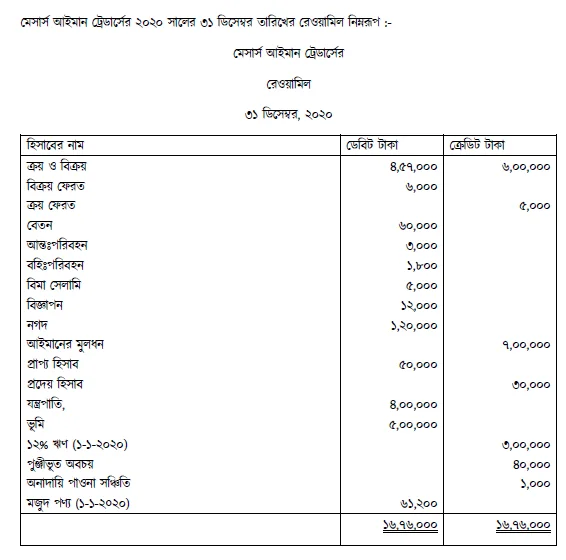 মেসার্স আইমান ট্রেডার্সের ২০২০ সালের ৩১ ডিসেম্বর তারিখের রেওয়ামিল নিম্নরূপ :-
মেসার্স আইমান ট্রেডার্সের
রেওয়ামিল
৩১ ডিসেম্বর, ২০২০
হিসাবের নাম ডেবিট টাকা ক্রেডিট টাকা
ক্রয় ও বিক্রয় ৪,৫৭,০০০ ৬,০০,০০০
বিক্রয় ফেরত ৬,০০০
ক্রয় ফেরত ৫,০০০
বেতন ৬০,০০০
আন্তঃপরিবহন ৩,০০০
বহিঃপরিবহন ১,৮০০
বিমা সেলামি ৫,০০০
বিজ্ঞাপন ১২,০০০
নগদ ১,২০,০০০
আইমানের মুলধন ৭,০০,০০০
প্রাপ্য হিসাব ৫০,০০০
প্রদেয় হিসাব ৩০,০০০
যন্ত্রপাতি, ৪,০০,০০০
ভূমি ৫,০০,০০০
১২% ঋণ (১-১-২০২০) ৩,০০,০০০
পুঞ্জীভূত অবচয় ৪০,০০০
অনাদায়ি পাওনা সঞ্চিতি ১,০০০
মজুদ পণ্য (১-১-২০২০) ৬১,২০০
১৬,৭৬,০০০ ১৬,৭৬,০০০